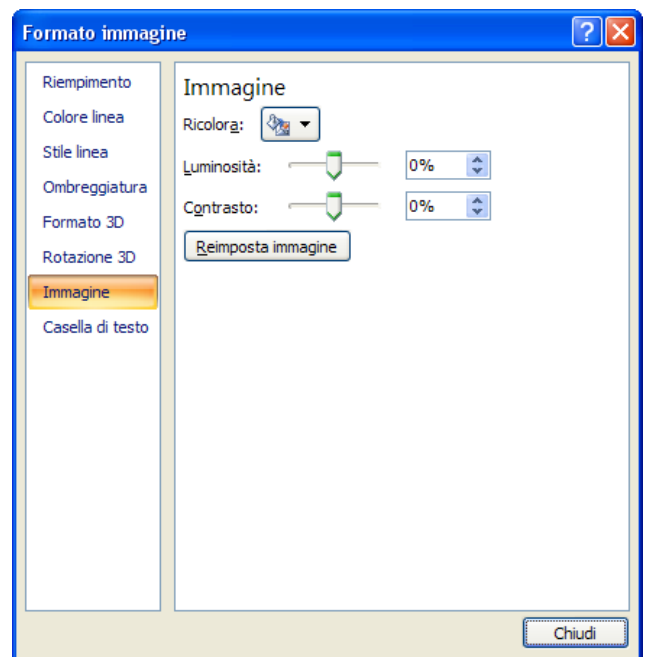 Formato immagine
Riempimento
Colore linea
Stile linea
Ombreggiatura
Formato 3D
Rotazione 3D
Immagine
Casella di testo
Immagine
Ricolora:
Luminosità: 0%
Contrasto: 0%
Reimposta immagine
Chiudi